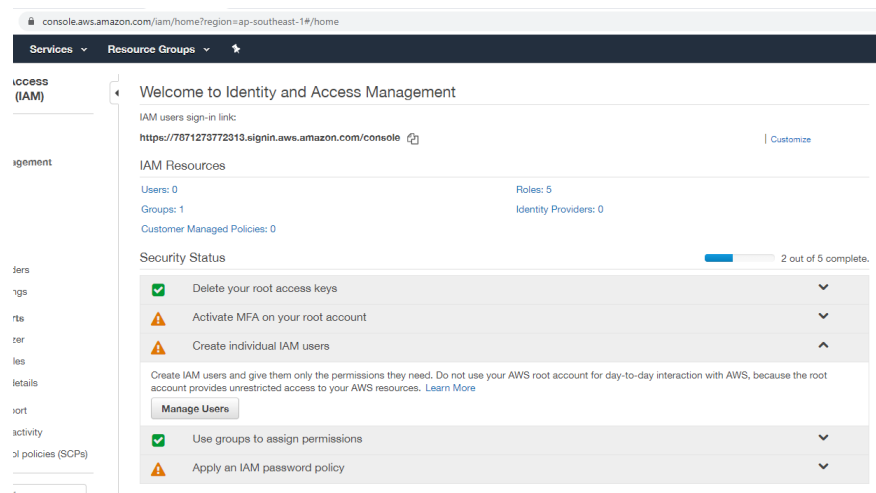 console.aws.amazon.com/iam/home?region=ap-southeast-1#/home
Services
Resource Groups
Access
(IAM)
Welcome to Identity and Access Management
IAM users sign-in link:
https://7871273772313.signin.aws.amazon.com/console
Customize
IAM Resources
Users: 0
Roles: 5
Groups: 1
Identity Providers: 0
Customer Managed Policies: 0
Security Status
2 out of 5 complete.
Delete your root access keys
Activate MFA on your root account
Create individual IAM users
Create IAM users and give them only the permissions they need. Do not use your AWS root account for day-to-day interaction with AWS, because the root
account provides unrestricted access to your AWS resources. Learn More
Manage Users
Use groups to assign permissions
Apply an IAM password policy
agement
ders
ngs
rts
zer
les
details
port
activity
ol policies (SCPs)